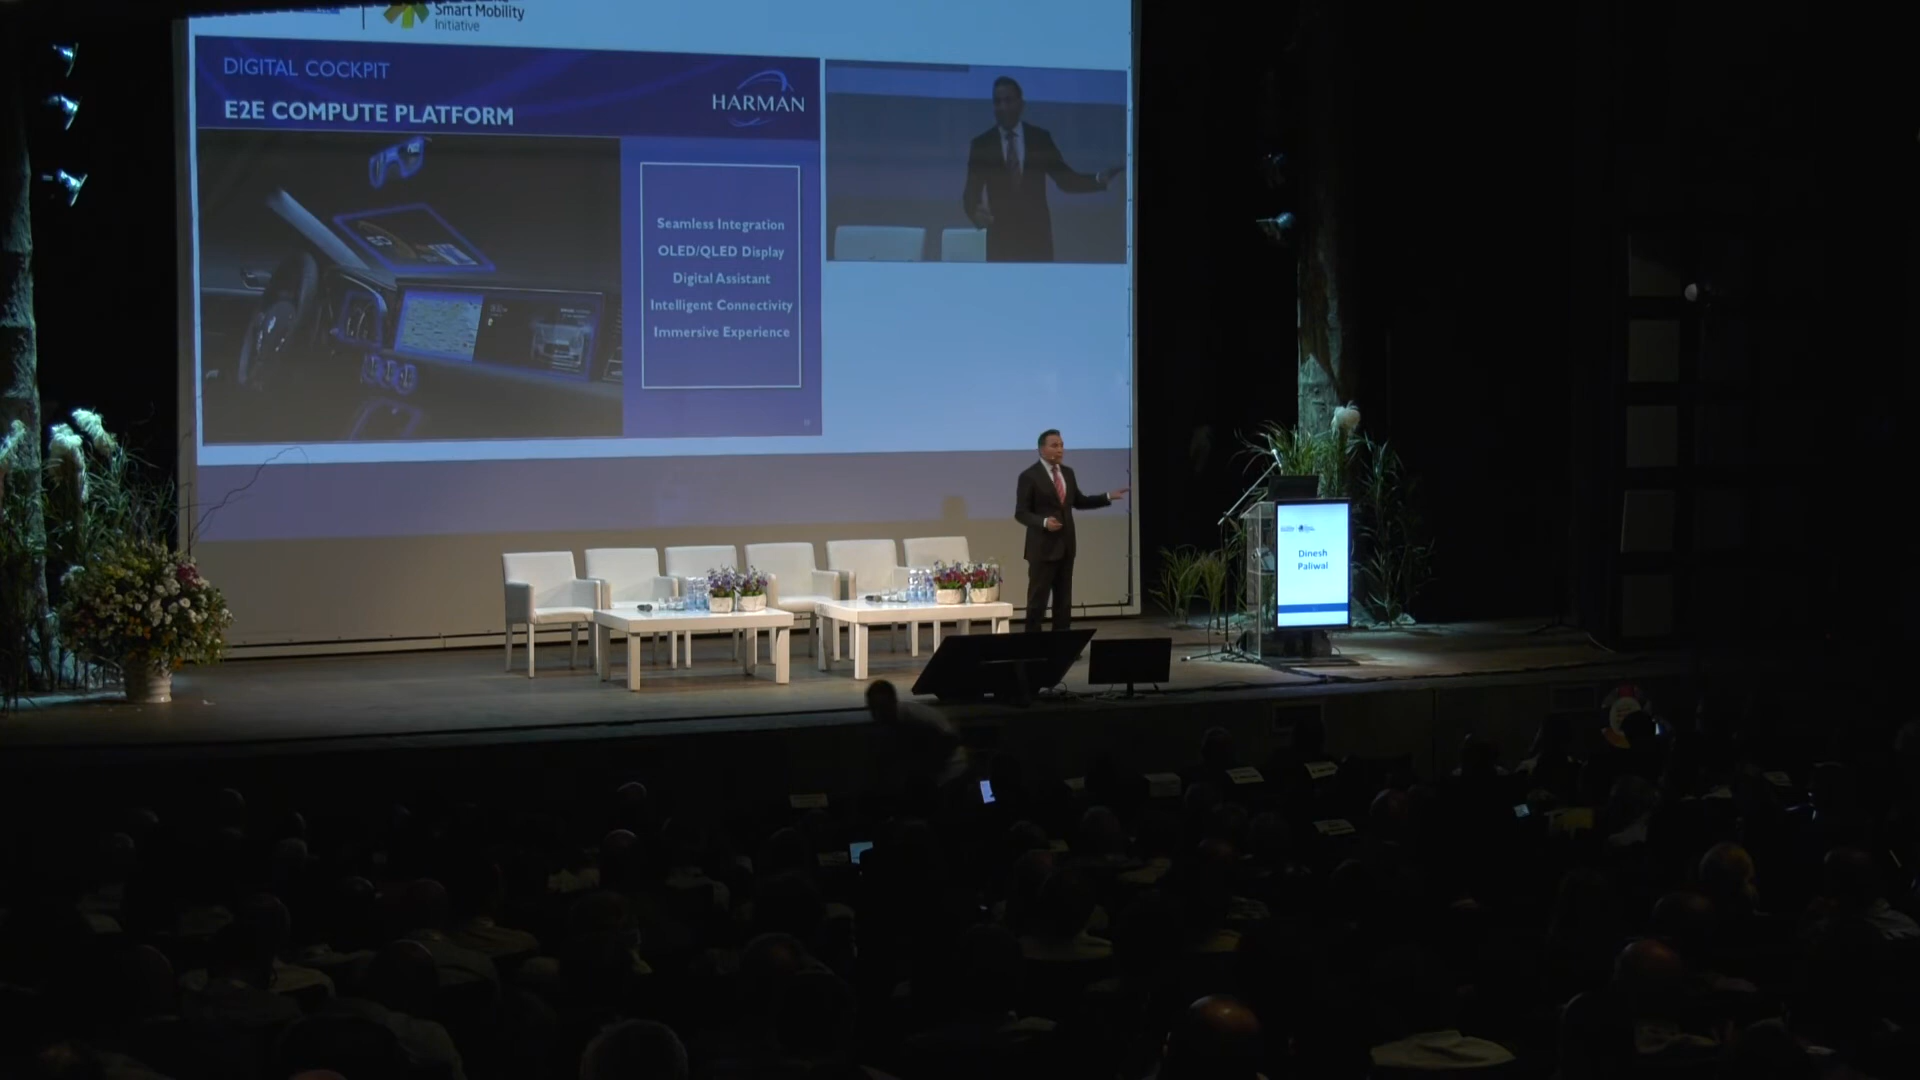 Smart Mobility
Initiative
DIGITAL COCKPIT
E2E COMPUTE PLATFORM
HARMAN
Seamless Integration
OLED/QLED Display
Digital Assistant
Intelligent Connectivity
Immersive Experience
Dinesh
Paliwal